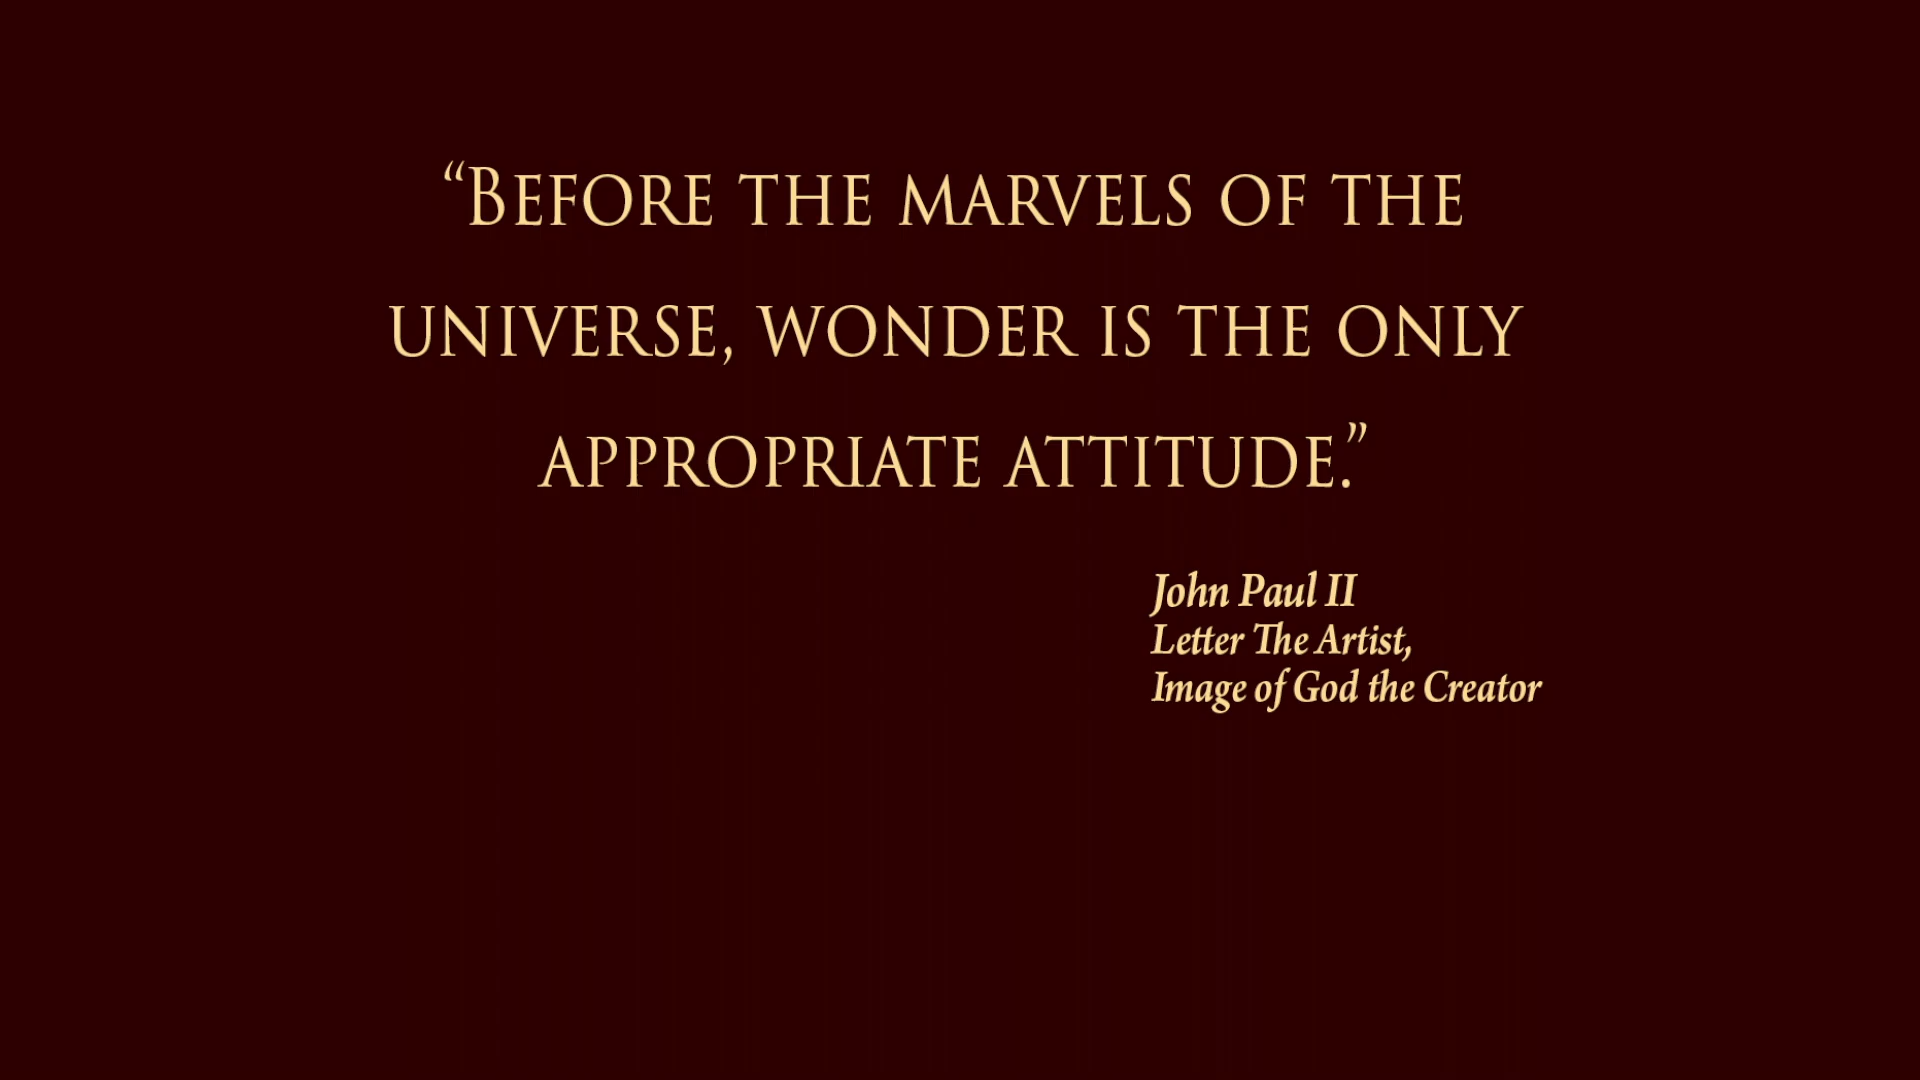 “Before the marvels of the
universe, wonder is the only
appropriate attitude.”
John Paul II
Letter The Artist,
Image of God the Creator